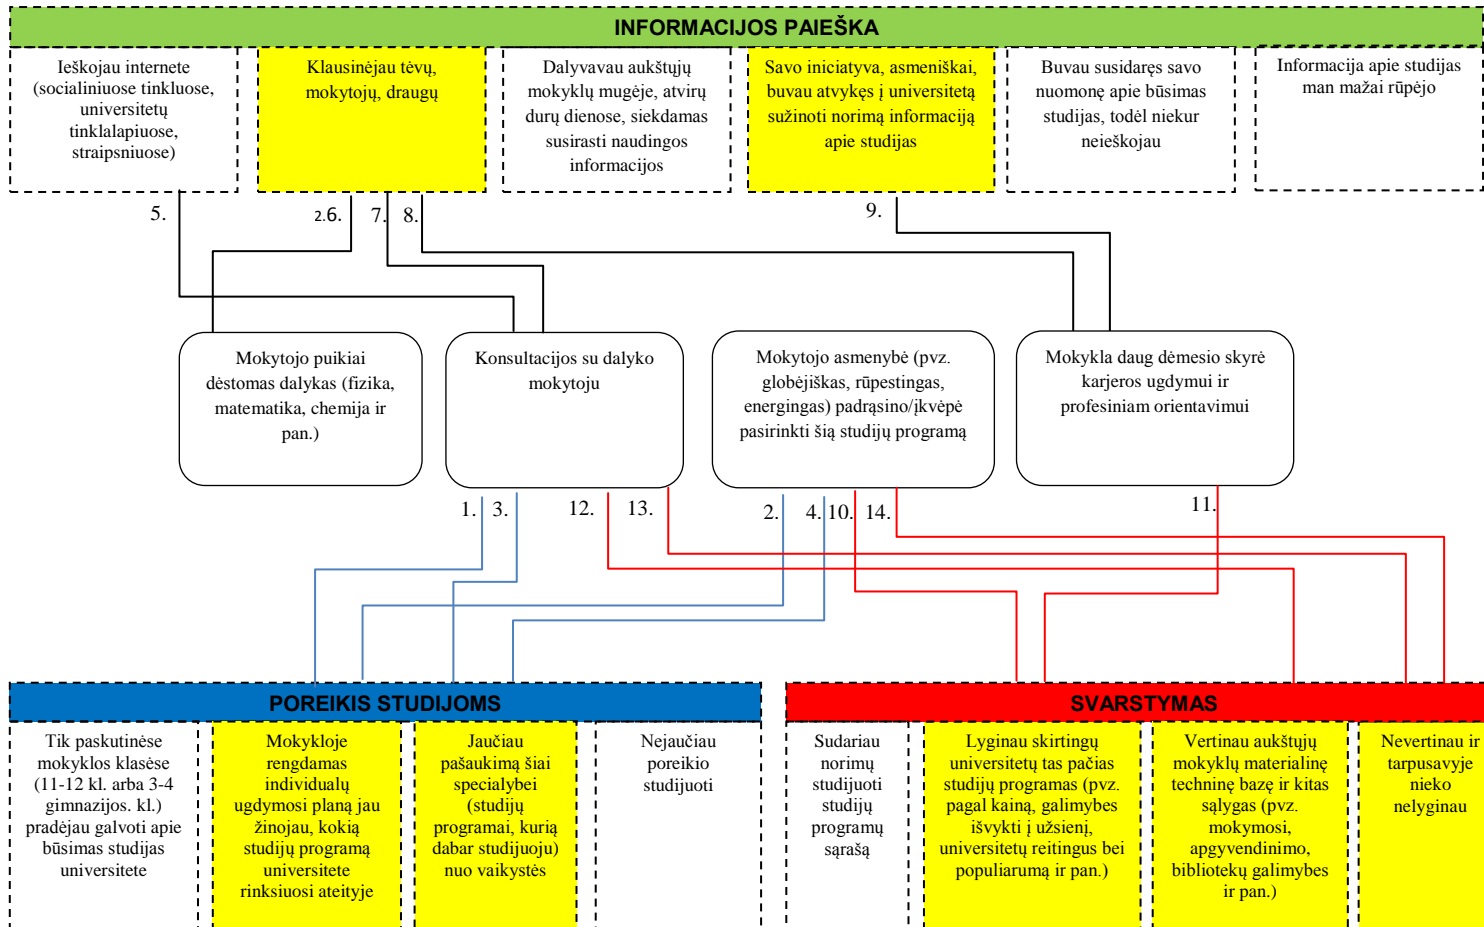 INFORMACIJOS PAIEŠKA
Ieškojau internete
(socialiniuose tinkluose,
universitetų
tinklalapiuose,
straipsniuose)
Klausinėjau tėvų,
mokytojų, draugų
Dalyvavau aukštųjų
mokyklų mugėje, atvirų
durų dienose, siekdamas
susirasti naudingos
informacijos
Savo iniciatyva, asmeniškai,
buvau atvykęs į universitetą
sužinoti norimą informaciją
apie studijas
Buvau susidaręs savo
nuomonę apie būsimas
studijas, todėl niekur
neieškojau
Informacija apie studijas
man mažai rūpėjo
5.
2.6.
7.
8.
9.
Mokytojo puikiai
dėstomas dalykas (fizika,
matematika, chemija ir
pan.)
Konsultacijos su dalyko
mokytoju
Mokytojo asmenybė (pvz.
globėjiškas, rūpestingas,
energingas) padrąsino/įkvėpė
pasirinkti šią studijų programą
Mokykla daug dėmesio skyrė
karjeros ugdymui ir
profesiniam orientavimui
1.
3.
12.
13.
2.
4.
10.
14.
11.
POREIKIS STUDIJOMS
Tik paskutinėse
mokyklos klasėse
(11-12 kl. arba 3-4
gimnazijos. kl.)
pradėjau galvoti apie
būsimas studijas
universitete
Mokykloje
rengdamas
individualų
ugdymosi planą jau
žinojau, kokią
studijų programą
universitete
rinksiuosi ateityje
Jaučiau
pašaukimą šiai
specialybei
(studijų
programai, kurią
dabar studijuoju)
nuo vaikystės
Nejaučiau
poreikio
studijuoti
SVARSTYMAS
Sudariau
norimų
studijuoti
studijų
programų
sąrašą
Lyginau skirtingų
universitetų tas pačias
studijų programas (pvz.
pagal kainą, galimybes
išvykti į užsienį,
universitetų reitingus bei
populiarumą ir pan.)
Vertinau aukštųjų
mokyklų materialinę
techninę bazę ir kitas
sąlygas (pvz.
mokymosi,
apgyvendinimo,
bibliotekų galimybes
ir pan.)
Nevertinau ir
tarpusavyje
nieko
nelyginau